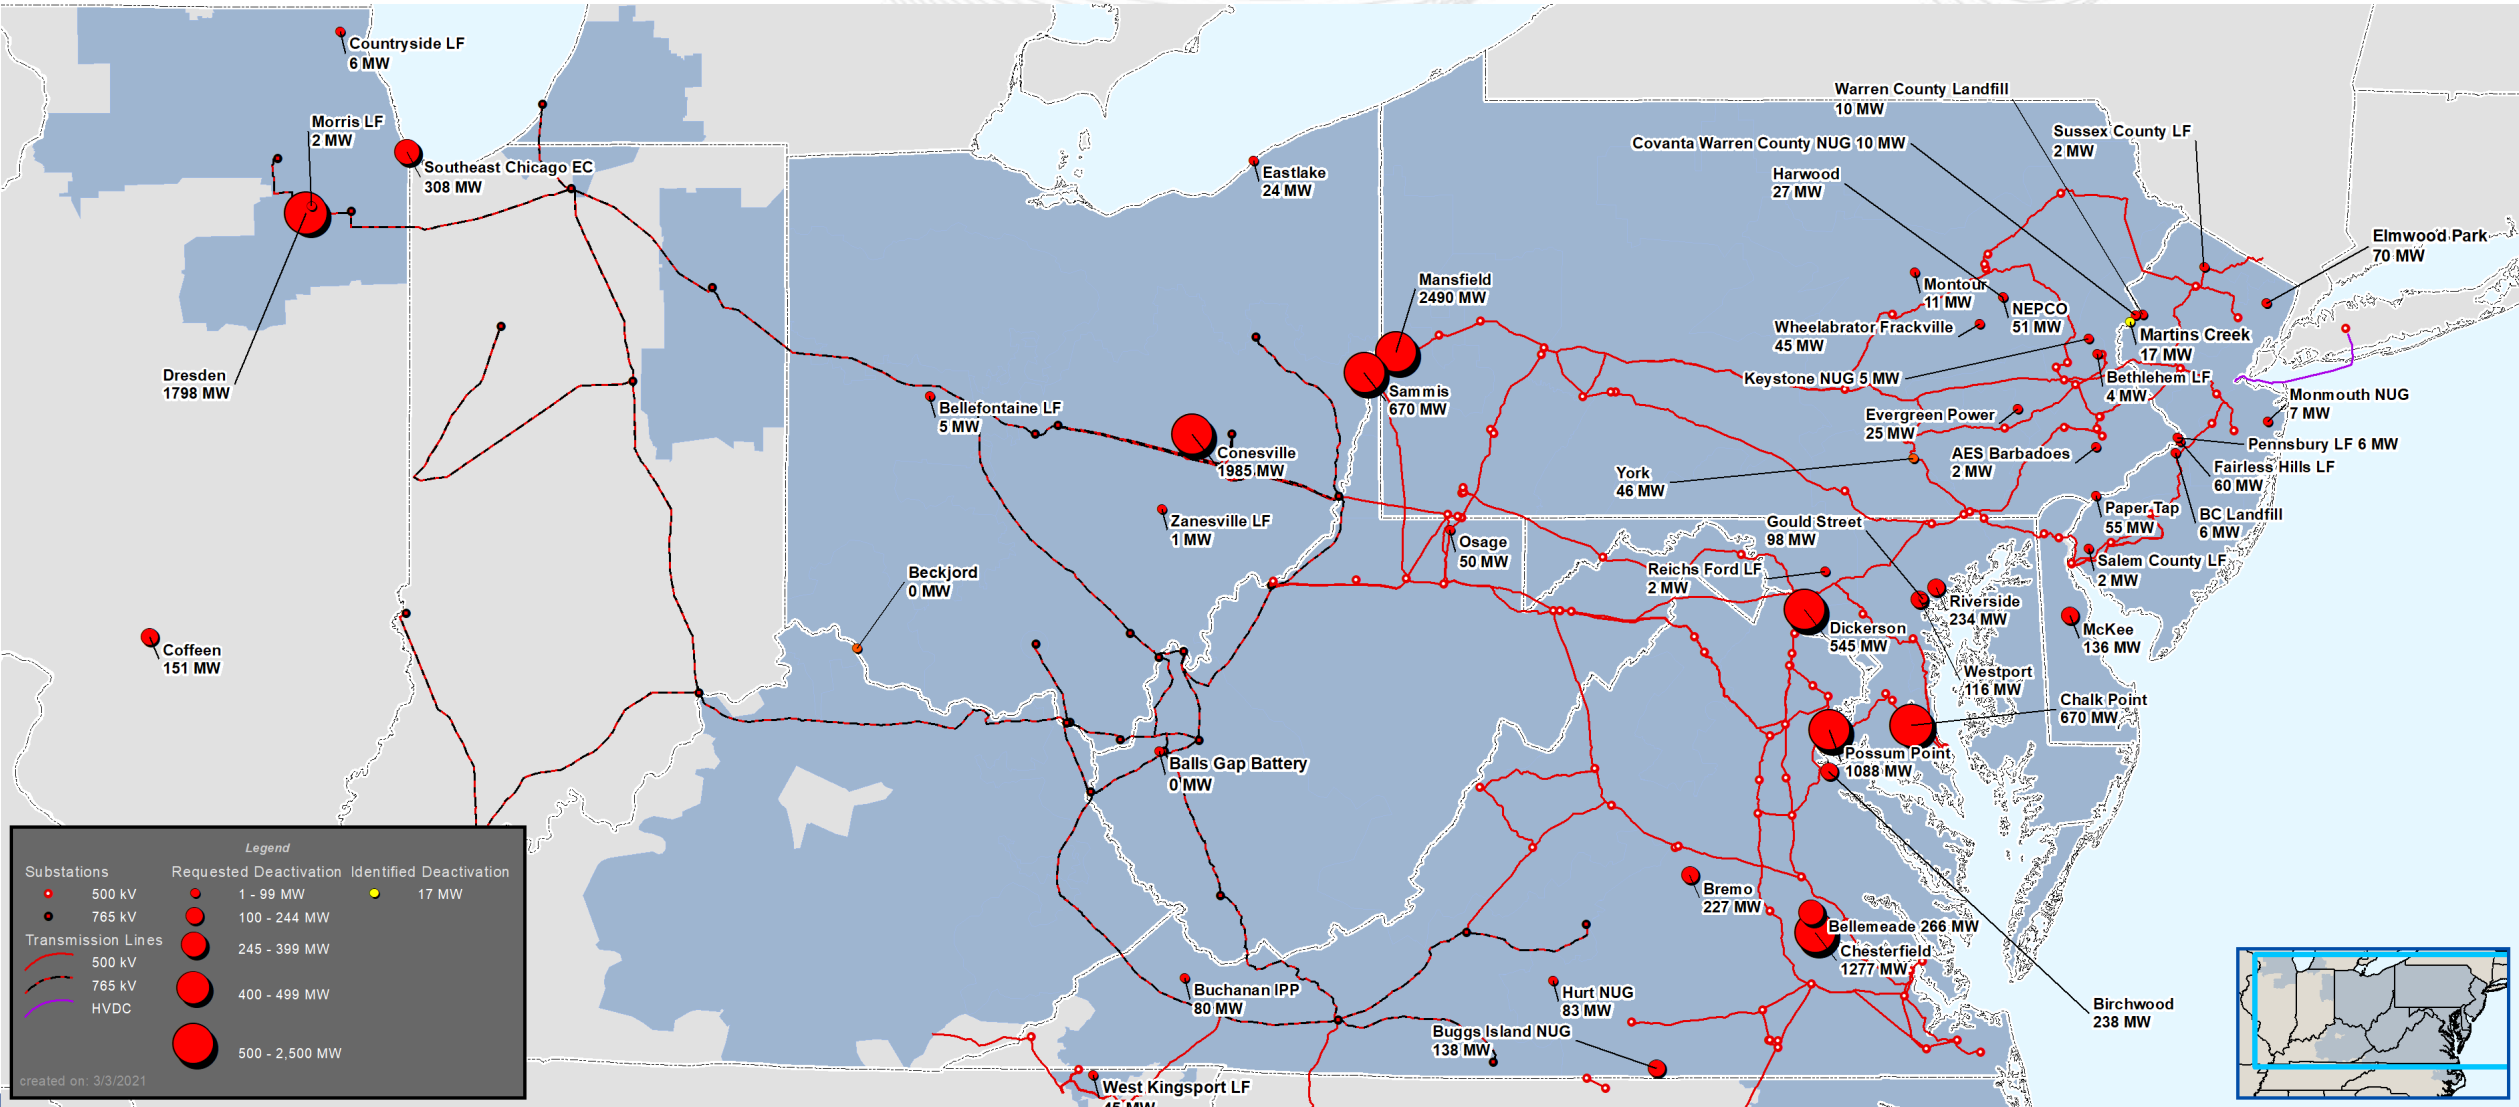 Countryside LF
6 MW
Morris LF
2 MW
Southeast Chicago EC
308 MW
Dresden
1798 MW
Coffeen
151 MW
Eastlake
24 MW
Mansfield
2490 MW
Sammis
670 MW
Bellefontaine LF
5 MW
Conesville
1985 MW
Zanesville LF
1 MW
Beckjord
0 MW
Osage
50 MW
Balls Gap Battery
0 MW
Warren County Landfill
10 MW
Covanta Warren County NUG 10 MW
Sussex County LF
2 MW
Harwood
27 MW
Elmwood Park
70 MW
Montour
11 MW
NEPCO
51 MW
Wheelabrator Frackville
45 MW
Martins Creek
17 MW
Keystone NUG 5 MW
Bethlehem LF
4 MW
Monmouth NUG
7 MW
Evergreen Power
25 MW
Pennsbury LF 6 MW
AES Barbadoes
2 MW
Fairless Hills LF
60 MW
York
46 MW
Paper Tap
55 MW
BC Landfill
6 MW
Gould Street
98 MW
Salem County LF
2 MW
Reichs Ford LF
2 MW
Riverside
234 MW
Dickerson
545 MW
McKee
136 MW
Westport
116 MW
Chalk Point
670 MW
Possum Point
1088 MW
Bremo
227 MW
Bellemeade 266 MW
Chesterfield
1277 MW
Birchwood
238 MW
Buchanan IPP
80 MW
Hurt NUG
83 MW
Buggs Island NUG
138 MW
West Kingsport LF
45 MW
Legend
Substations
500 kV
765 kV
Transmission Lines
500 kV
765 kV
HVDC
Requested Deactivation
1 - 99 MW
100 - 244 MW
245 - 399 MW
400 - 499 MW
500 - 2,500 MW
Identified Deactivation
17 MW
created on: 3/3/2021